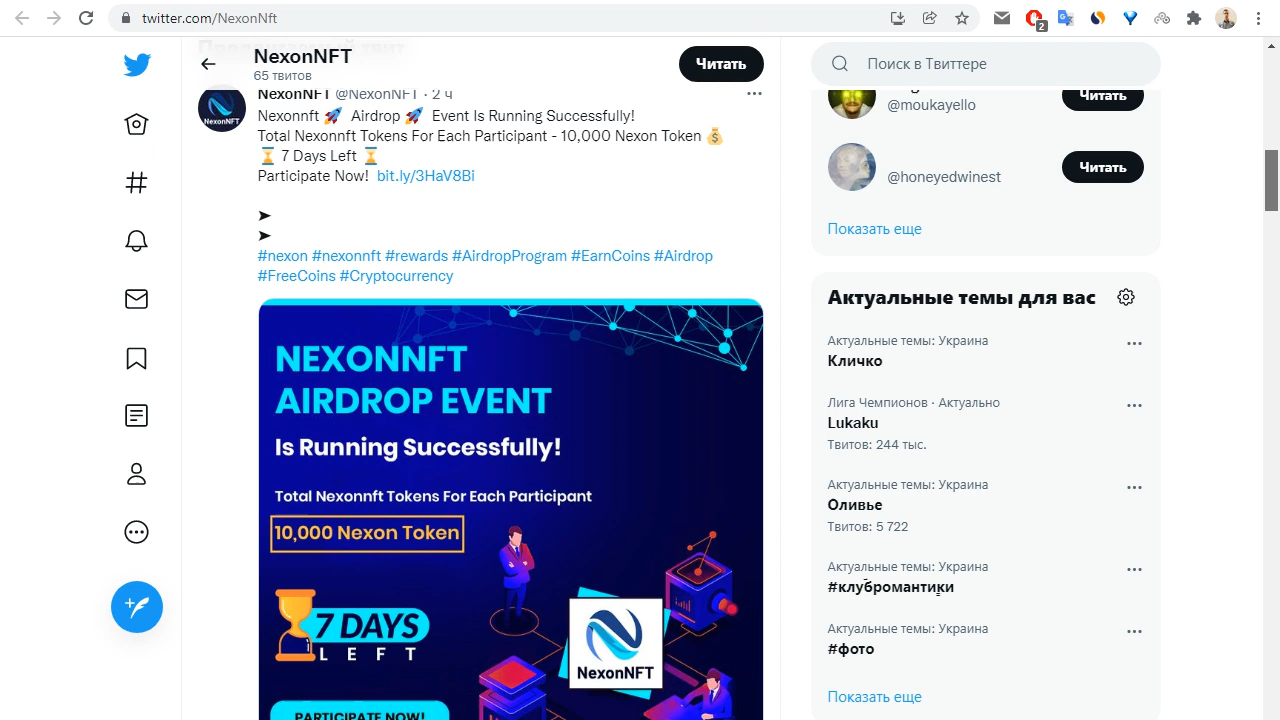 twitter.com/NexonNft
2
NexonNFT
65 твитов
Читать
NexonNFT @NexonNFT · 2 ч
Nexonnft 🚀 Airdrop 🚀 Event Is Running Successfully!
Total Nexonnft Tokens For Each Participant - 10,000 Nexon Token 💰
⏳ 7 Days Left ⏳
Participate Now! bit.ly/3HaV8Bi
➤
➤
#nexon #nexonnft #rewards #AirdropProgram #EarnCoins #Airdrop
#FreeCoins #Cryptocurrency
NEXONNFT
AIRDROP EVENT
Is Running Successfully!
Total Nexonnft Tokens For Each Participant
10,000 Nexon Token
7 DAYS
LEFT
NexonNFT
PARTICIPATE NOW!
NexonNFT
Поиск в Твиттере
@moukayello
Читать
@honeyedwinest
Читать
Показать еще
Актуальные темы для вас
Актуальные темы: Украина
Кличко
Лига Чемпионов · Актуально
Lukaku
Твитов: 244 тыс.
Актуальные темы: Украина
Оливье
Твитов: 5 722
Актуальные темы: Украина
#клубромантики
Актуальные темы: Украина
#фото
Показать еще